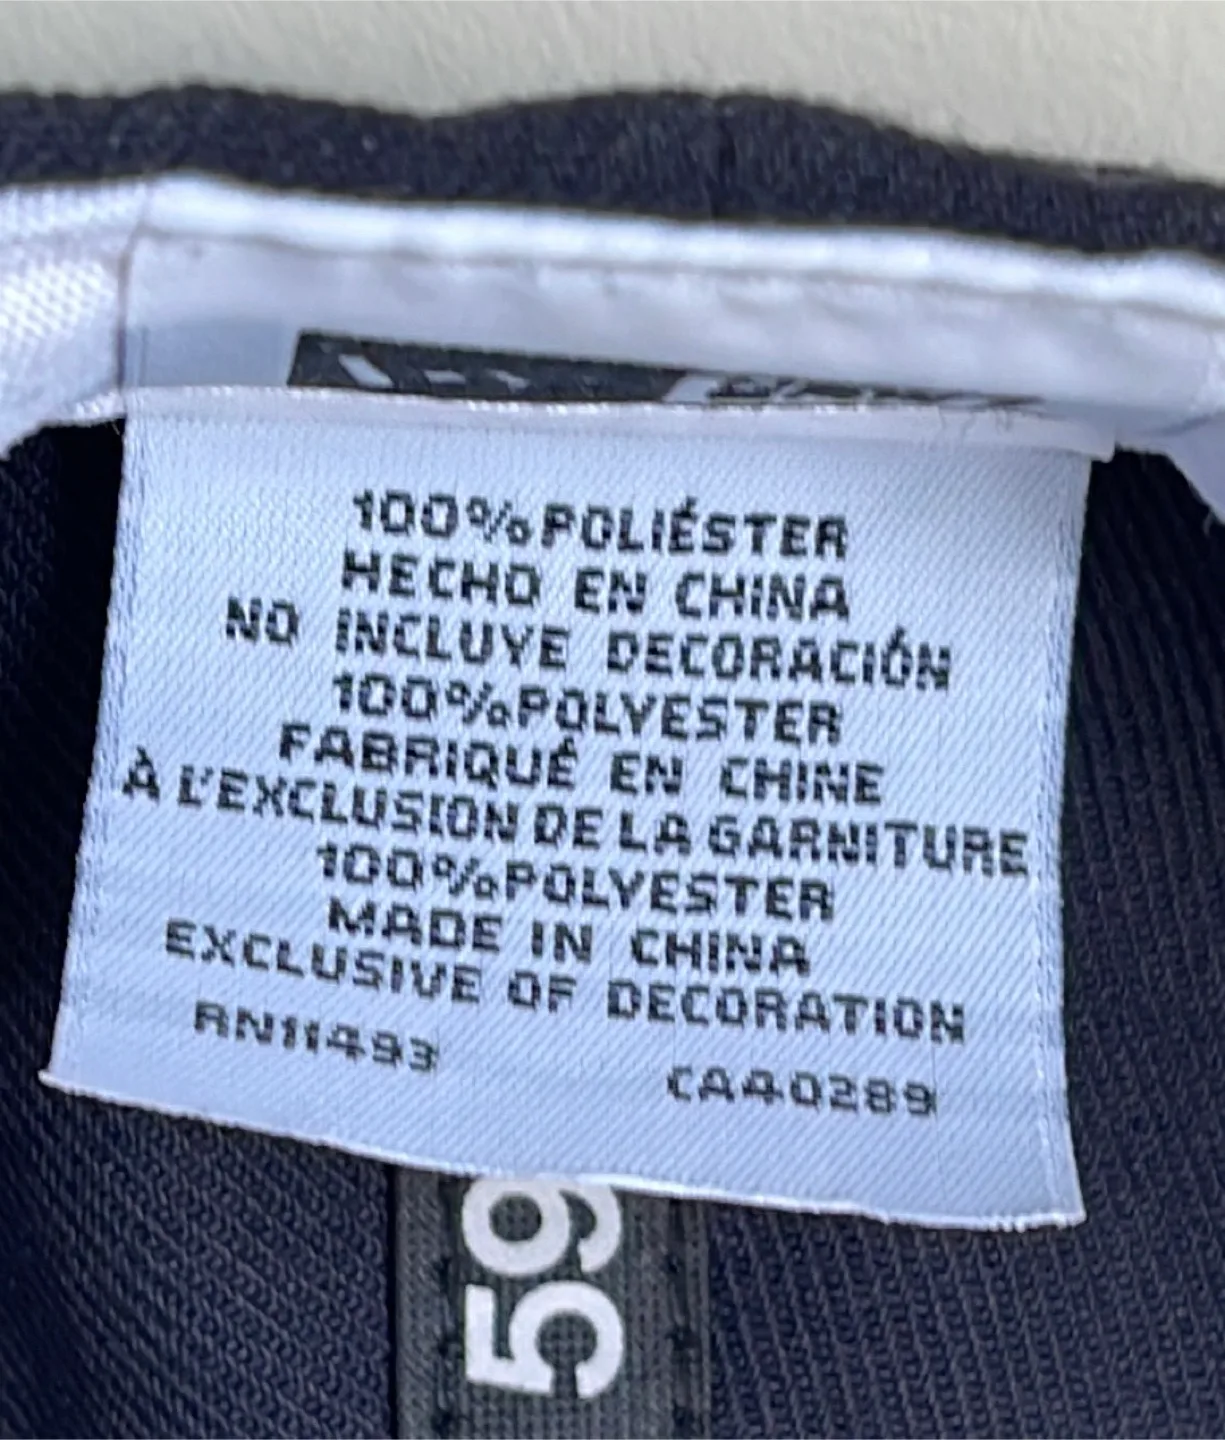 100%POLIÉSTER
HECHO EN CHINA
NO INCLUYE DECORACIÓN
100%POLYESTER
FABRIQUÉ EN CHINE
À L'EXCLUSION DE LA GARNITURE
100%POLYESTER
MADE IN CHINA
EXCLUSIVE OF DECORATION
RN11493
CA40289
59